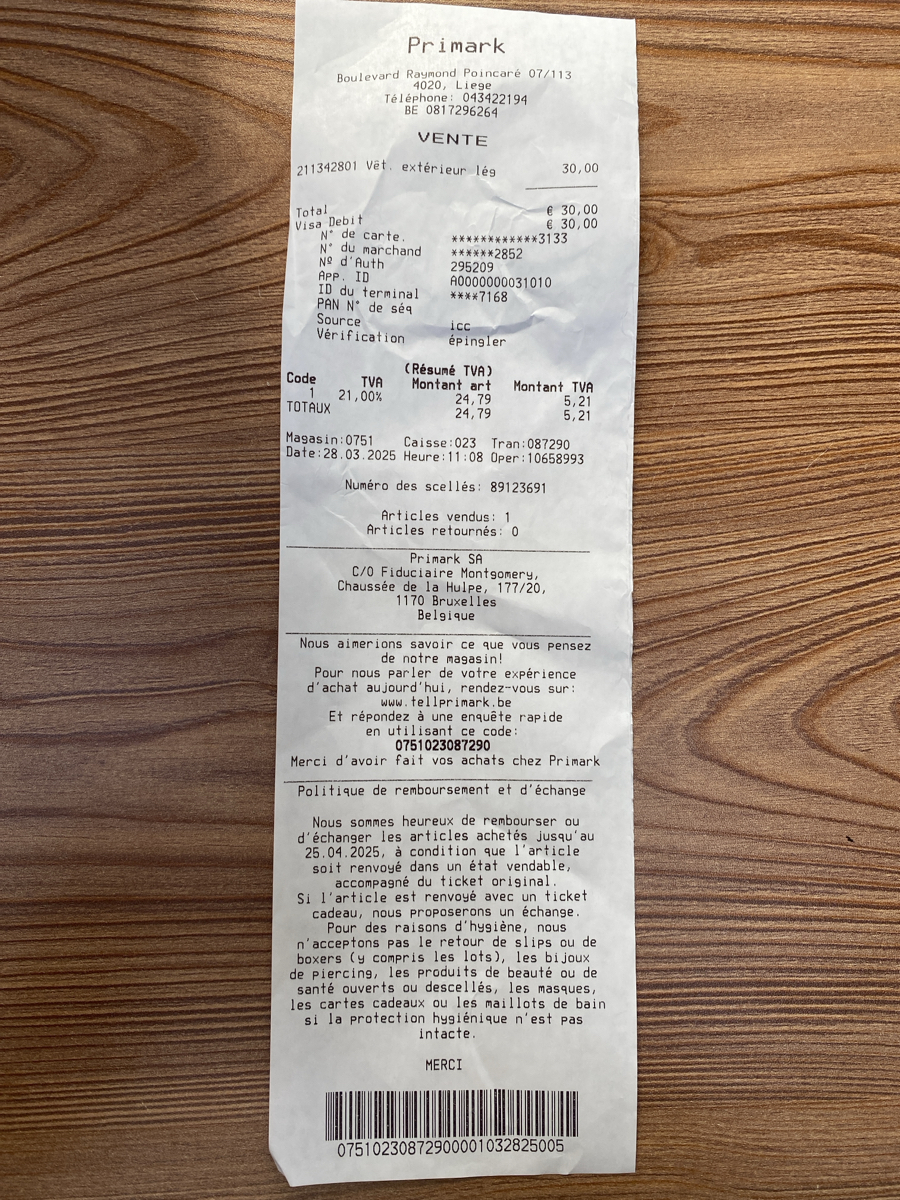 Primark
Boulevard Raymond Poincaré 07/113
4020, Liege
Téléphone: 043422194
BE 0817296264
VENTE
211342801 Vêt. extérieur lég 30,00
Total € 30,00
Visa Debit € 30,00
N° de carte. ************3133
N° du marchand ******2852
Nº d'Auth 295209
App. ID A0000000031010
ID du terminal ****7168
PAN N° de séq
Source icc
Vérification épingler
(Résumé TVA)
Code TVA Montant art Montant TVA
1 21,00% 24,79 5,21
TOTAUX 24,79 5,21
Magasin:0751 Caisse:023 Tran:087290
Date:28.03.2025 Heure:11:08 Oper:10658993
Numéro des scellés: 89123691
Articles vendus: 1
Articles retournés: 0
Primark SA
C/O Fiduciaire Montgomery,
Chaussée de la Hulpe, 177/20,
1170 Bruxelles
Belgique
Nous aimerions savoir ce que vous pensez
de notre magasin!
Pour nous parler de votre expérience
d'achat aujourd'hui, rendez-vous sur:
www.tellprimark.be
Et répondez à une enquête rapide
en utilisant ce code:
0751023087290
Merci d'avoir fait vos achats chez Primark
Politique de remboursement et d'échange
Nous sommes heureux de rembourser ou
d'échanger les articles achetés jusqu'au
25.04.2025, à condition que l'article
soit renvoyé dans un état vendable,
accompagné du ticket original.
Si l'article est renvoyé avec un ticket
cadeau, nous proposerons un échange.
Pour des raisons d'hygiène, nous
n'acceptons pas le retour de slips ou de
boxers (y compris les lots), les bijoux
de piercing, les produits de beauté ou de
santé ouverts ou descellés, les masques,
les cartes cadeaux ou les maillots de bain
si la protection hygiénique n'est pas
intacte.
MERCI
07510230872900001032825005